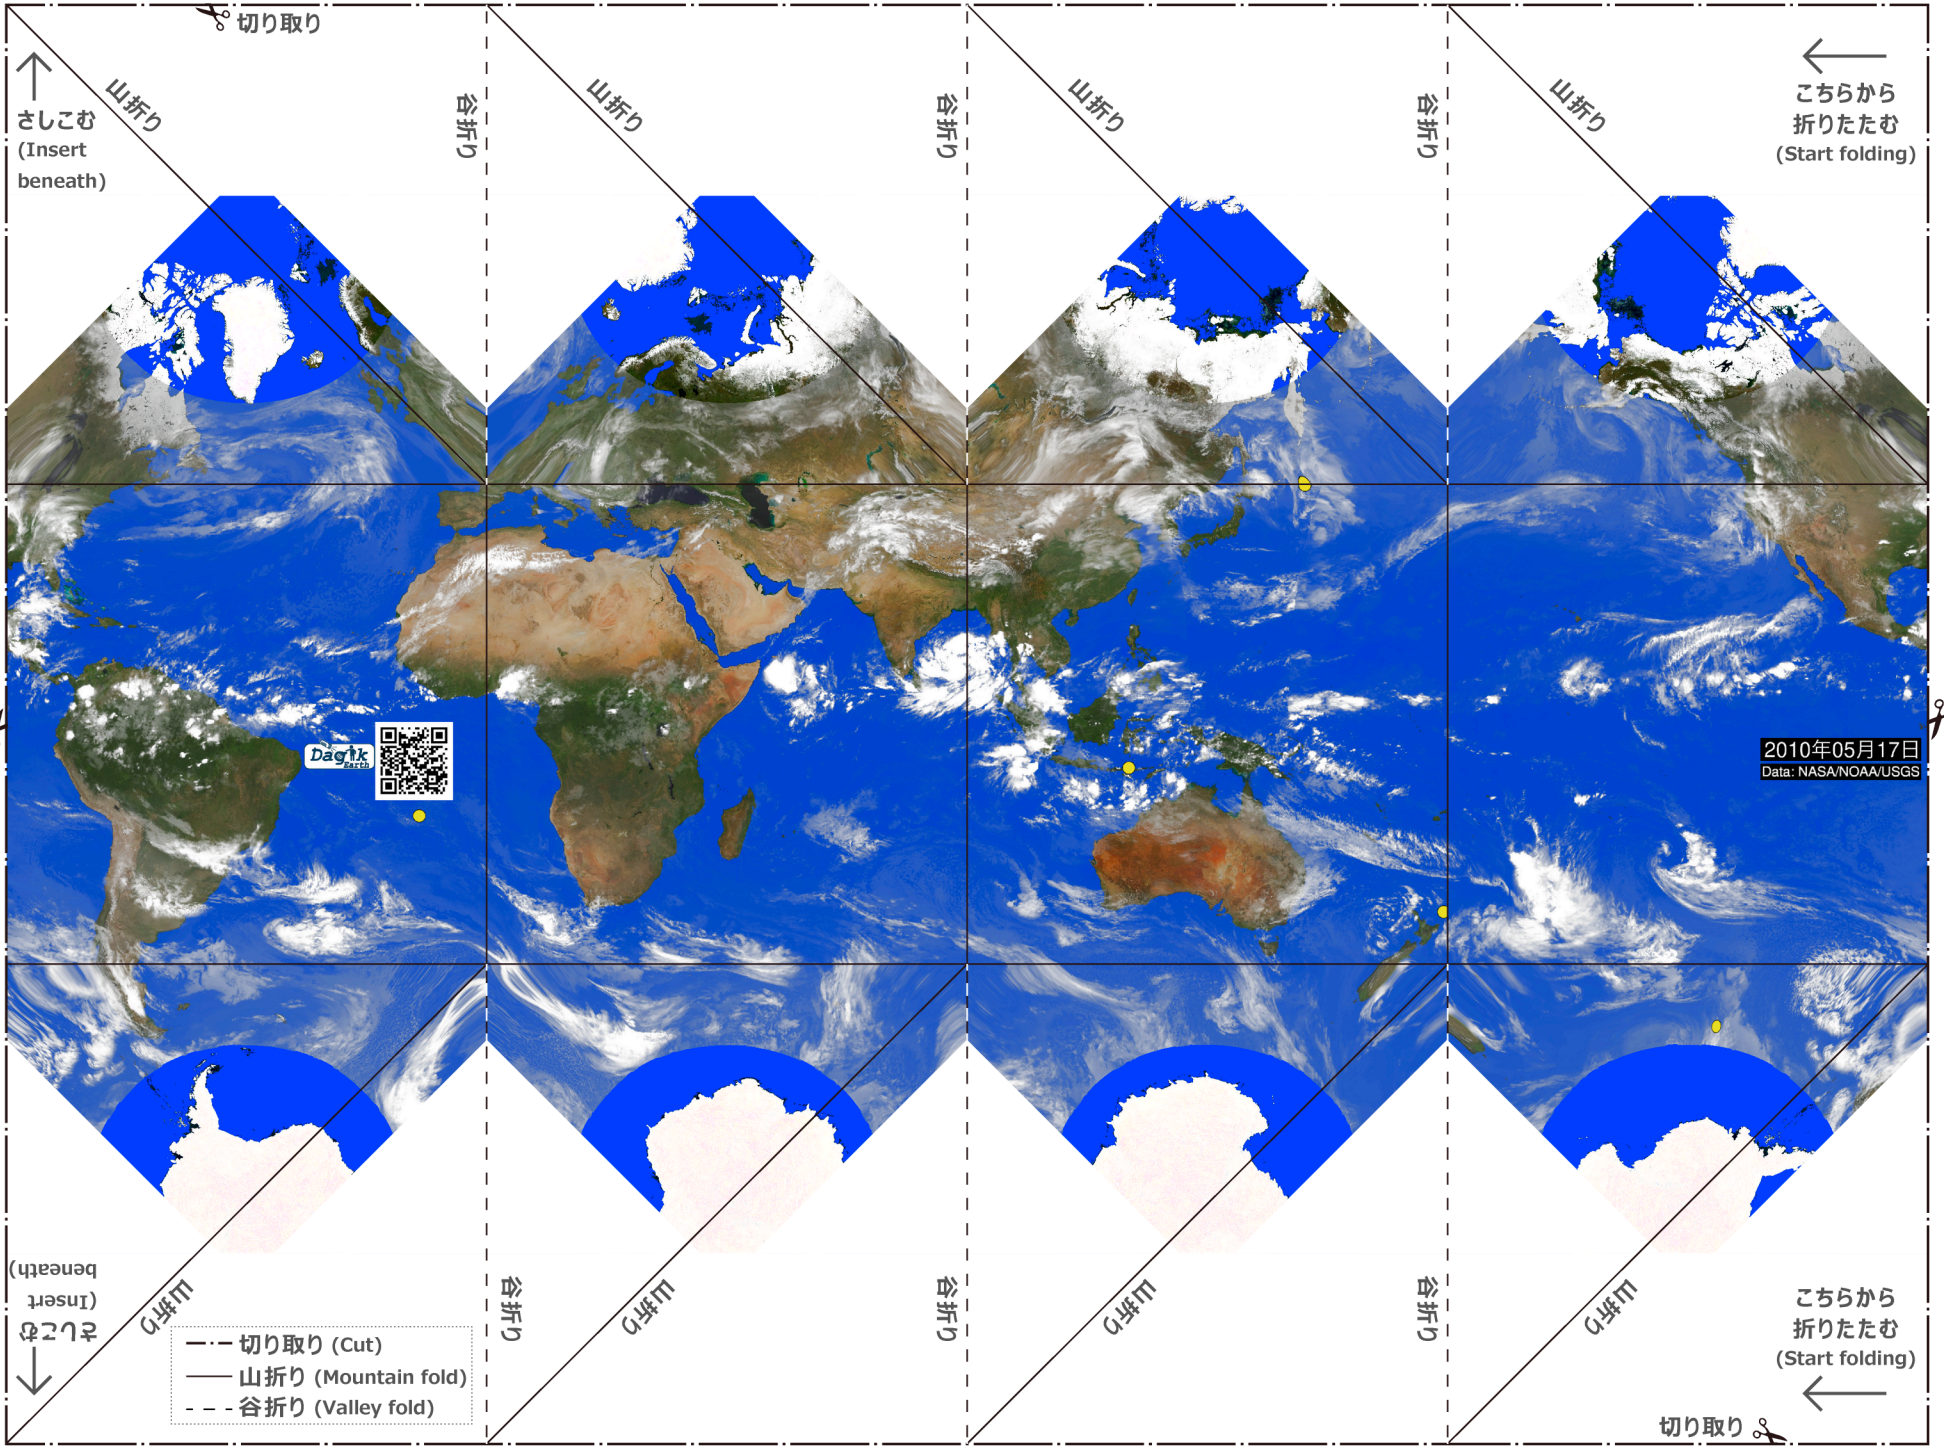 切り取り
さしこむ
(Insert
beneath)
山折り
谷折り
山折り
谷折り
山折り
谷折り
山折り
こちらから
折りたたむ
(Start folding)
Dagik
Earth
2010年05月17日
Data: NASA/NOAA/USGS
さしこむ
(Insert
beneath)
山折り
谷折り
山折り
谷折り
山折り
谷折り
山折り
こちらから
折りたたむ
(Start folding)
切り取り (Cut)
山折り (Mountain fold)
谷折り (Valley fold)
切り取り